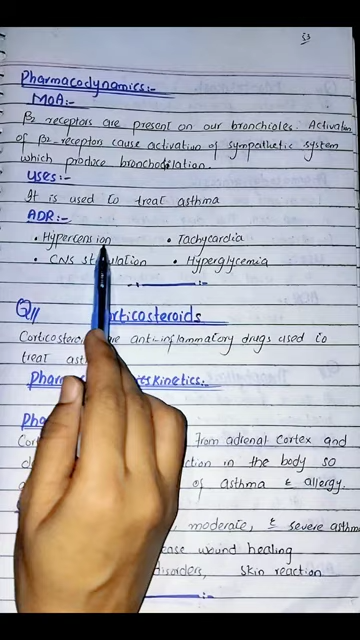 33
Pharmacodynamics:-
MOA:-
β2 receptors are present on our bronchioles. Activation
of β2-receptors cause activation of sympathetic system
which produce bronchodilation.
Uses:-
It is used to treat asthma
ADR:-
• Hypertension • Tachycardia
• CNS stimulation • Hyperglycemia
Q11 Corticosteroids
Corticosteroids are anti-inflammatory drugs used to
treat
from adrenal cortex and
in the body so
of asthma & allergy.
moderate, & severe asthma
wound healing
disorders, skin reaction